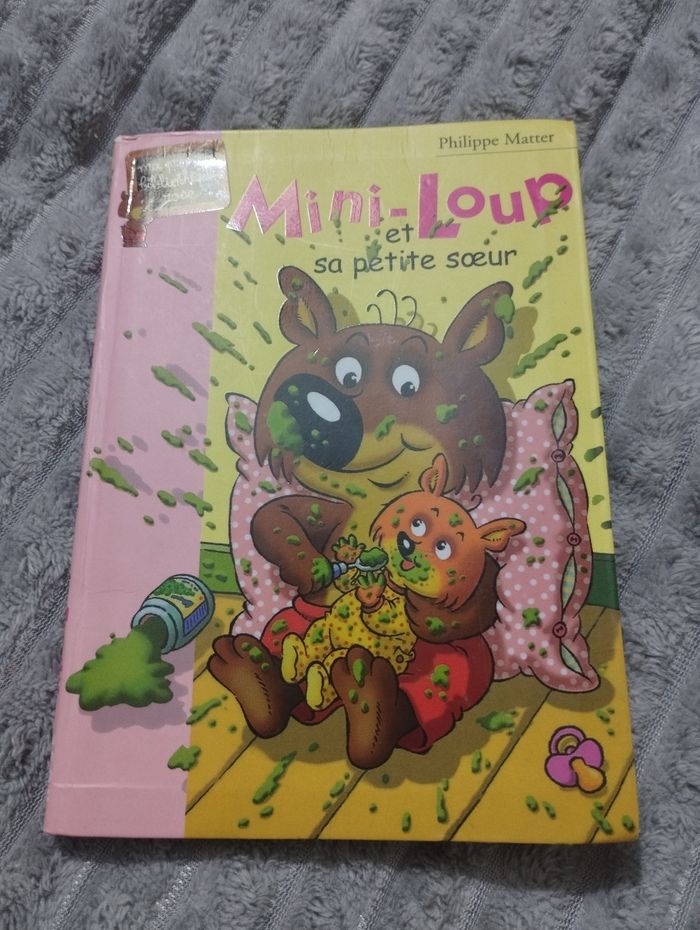 Philippe Matter
Mini-Loup
et
sa petite sœur